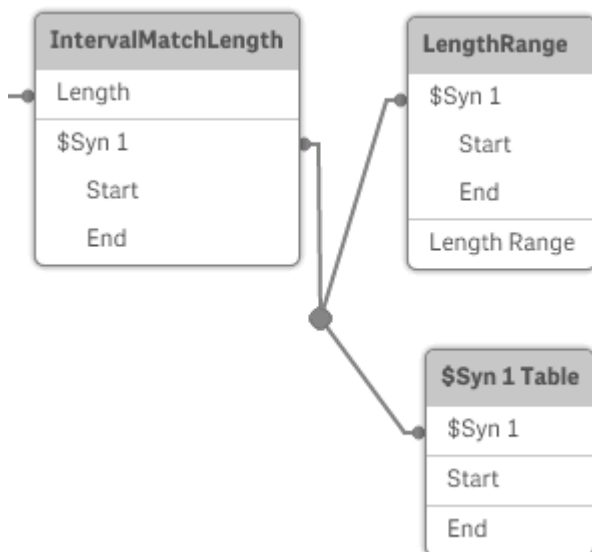 IntervalMatchLength
Length
$Syn 1
Start
End
LengthRange
$Syn 1
Start
End
Length Range
$Syn 1 Table
$Syn 1
Start
End